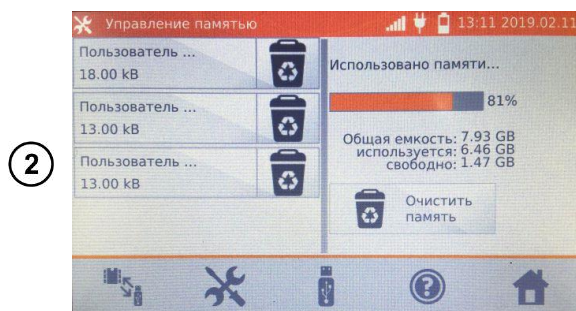 Управление памятью
13:11 2019.02.11
Пользователь ...
18.00 kB
Пользователь ...
13.00 kB
Пользователь ...
13.00 kB
Использовано памяти...
81%
Общая емкость: 7.93 GB
используется: 6.46 GB
свободно: 1.47 GB
Очистить
память
2